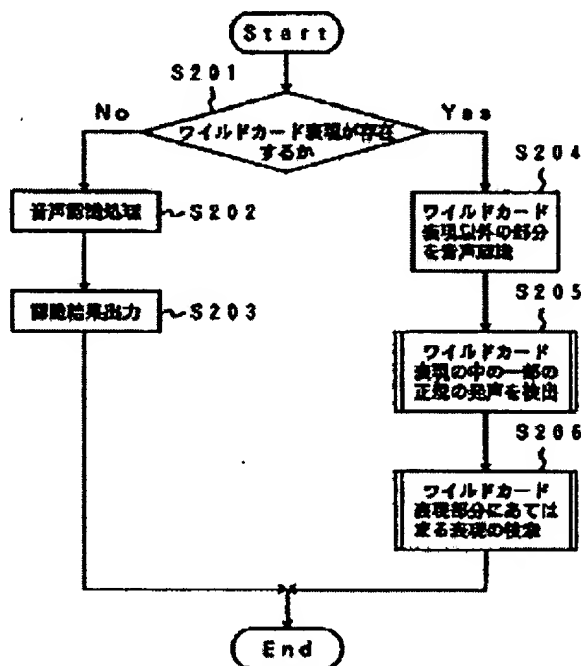 Start
S201
No
Yes
ワイルドカード表現が存在
するか
S204
音声認識処理
S202
ワイルドカード
表現以外の部分
を音声認識
認識結果出力
S203
S205
ワイルドカード
表現の中の一部の
正規の発声を検出
S206
ワイルドカード
表現部分にあては
まる表現の検索
End